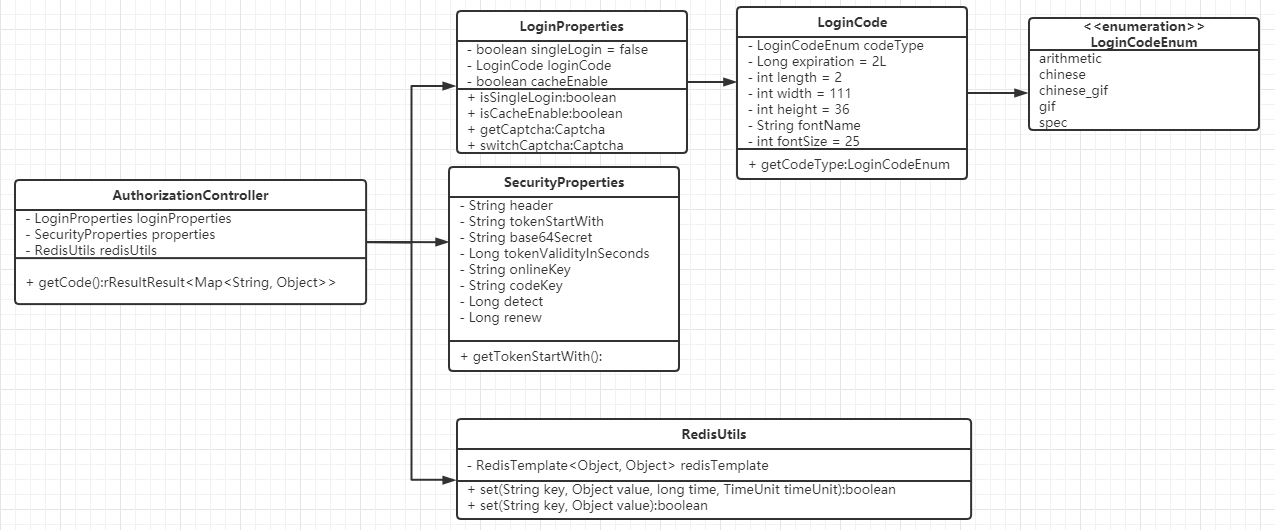 LoginProperties
- boolean singleLogin = false
- LoginCode loginCode
- boolean cacheEnable
+ isSingleLogin:boolean
+ isCacheEnable:boolean
+ getCaptcha:Captcha
+ switchCaptcha:Captcha
LoginCode
- LoginCodeEnum codeType
- Long expiration = 2L
- int length = 2
- int width = 111
- int height = 36
- String fontName
- int fontSize = 25
+ getCodeType:LoginCodeEnum
<<enumeration>>
LoginCodeEnum
arithmetic
chinese
chinese_gif
gif
spec
AuthorizationController
- LoginProperties loginProperties
- SecurityProperties properties
- RedisUtils redisUtils
+ getCode():rResultResult<Map<String, Object>>
SecurityProperties
- String header
- String tokenStartWith
- String base64Secret
- Long tokenValidityInSeconds
- String onlineKey
- String codeKey
- Long detect
- Long renew
+ getTokenStartWith():
RedisUtils
- RedisTemplate<Object, Object> redisTemplate
+ set(String key, Object value, long time, TimeUnit timeUnit):boolean
+ set(String key, Object value):boolean